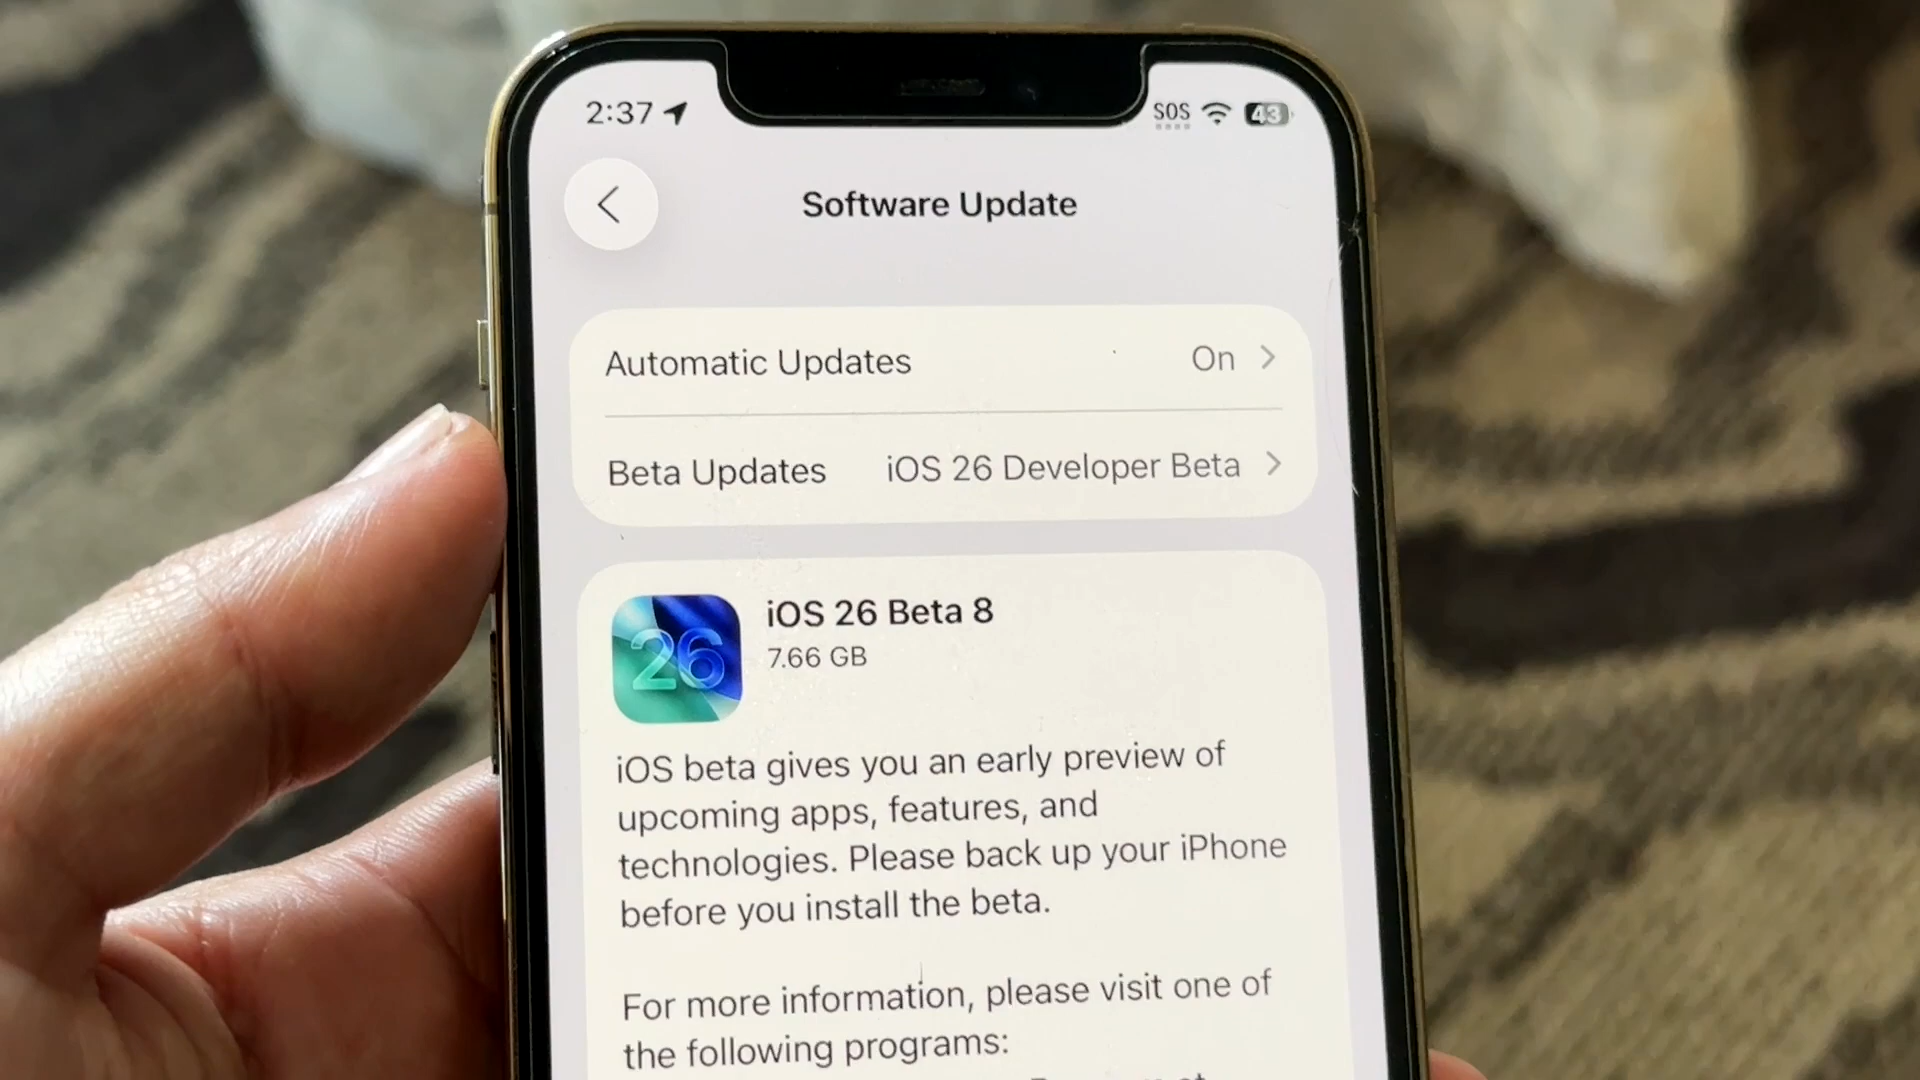 2:37 SOS 43
Software Update
Automatic Updates On
Beta Updates iOS 26 Developer Beta
26
iOS 26 Beta 8
7.66 GB
iOS beta gives you an early preview of
upcoming apps, features, and
technologies. Please back up your iPhone
before you install the beta.
For more information, please visit one of
the following programs: